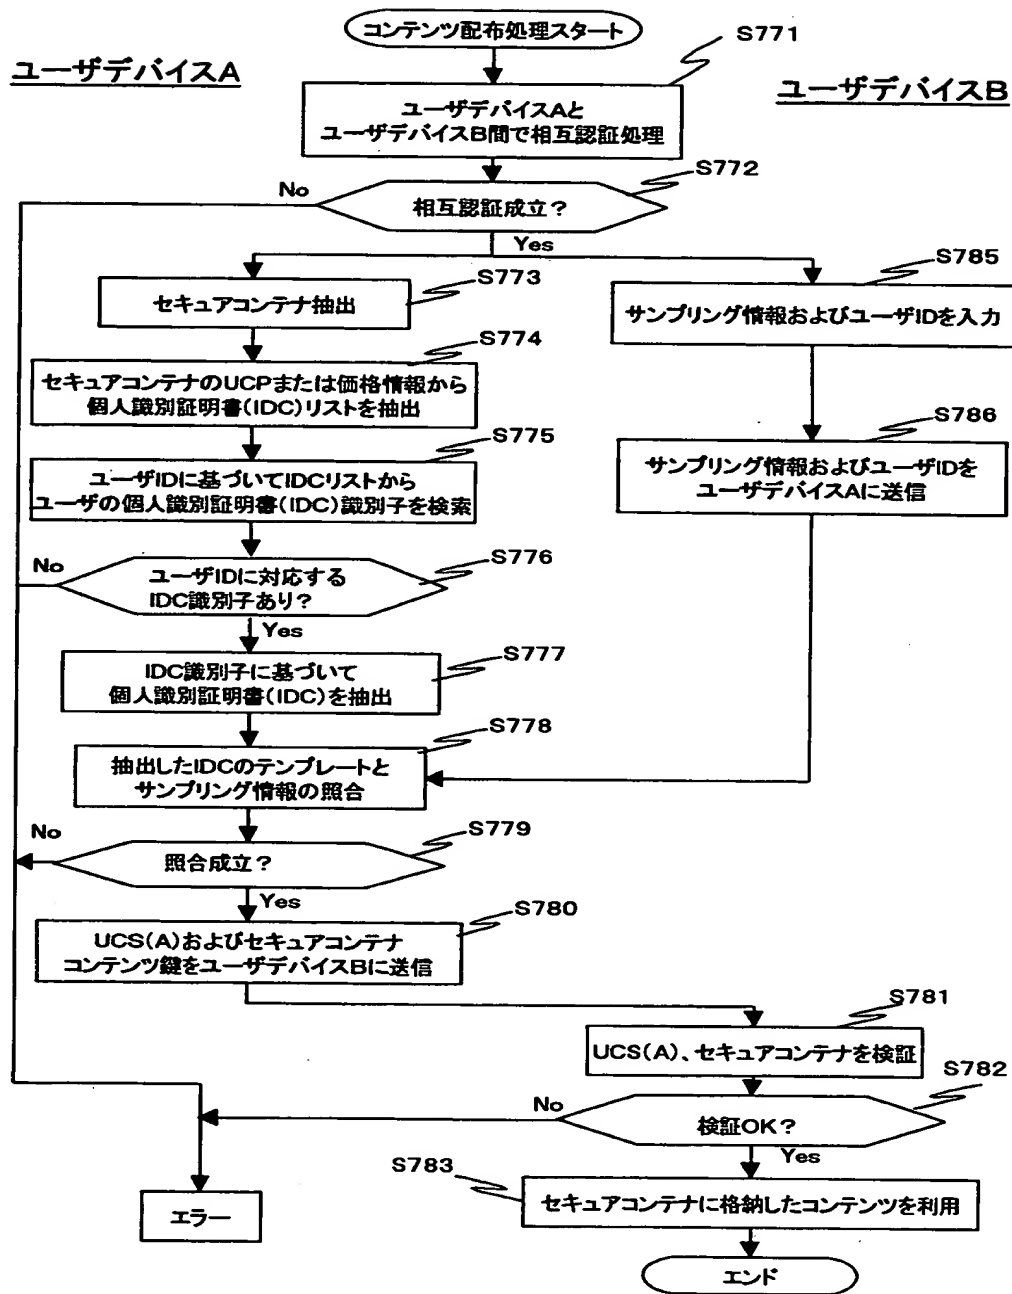 コンテンツ配布処理スタート
S771
ユーザデバイスA
ユーザデバイスB
ユーザデバイスAと
ユーザデバイスB間で相互認証処理
S772
No
相互認証成立？
Yes
S773
セキュアコンテナ抽出
S785
サンプリング情報およびユーザIDを入力
S774
セキュアコンテナのUCPまたは価格情報から
個人識別証明書(IDC)リストを抽出
S786
サンプリング情報およびユーザIDを
ユーザデバイスAに送信
S775
ユーザIDに基づいてIDCリストから
ユーザの個人識別証明書(IDC)識別子を検索
S776
No
ユーザIDに対応する
IDC識別子あり？
Yes
S777
IDC識別子に基づいて
個人識別証明書(IDC)を抽出
S778
抽出したIDCのテンプレートと
サンプリング情報の照合
S779
No
照合成立？
Yes
S780
UCS(A)およびセキュアコンテナ
コンテンツ鍵をユーザデバイスBに送信
S781
UCS(A)、セキュアコンテナを検証
S782
No
検証OK？
Yes
S783
セキュアコンテナに格納したコンテンツを利用
エラー
エンド